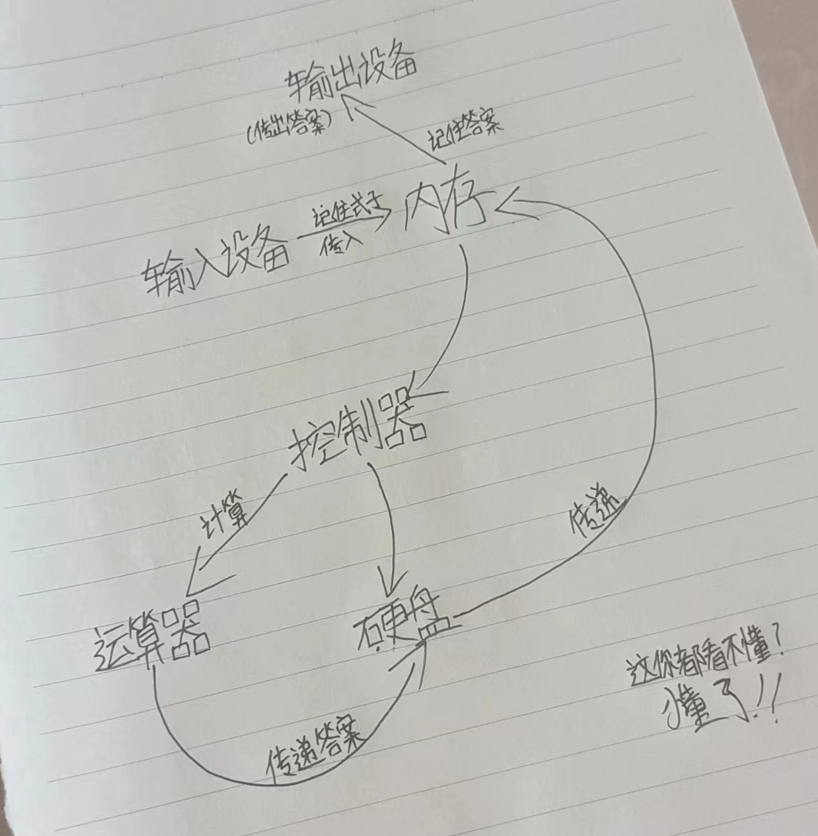 输出设备
(传出答案)
记住答案
内存
记住式子
传入
输入设备
控制器
计算
传递
运算器
硬盘
传递答案
这你都看不懂?
懂了!!